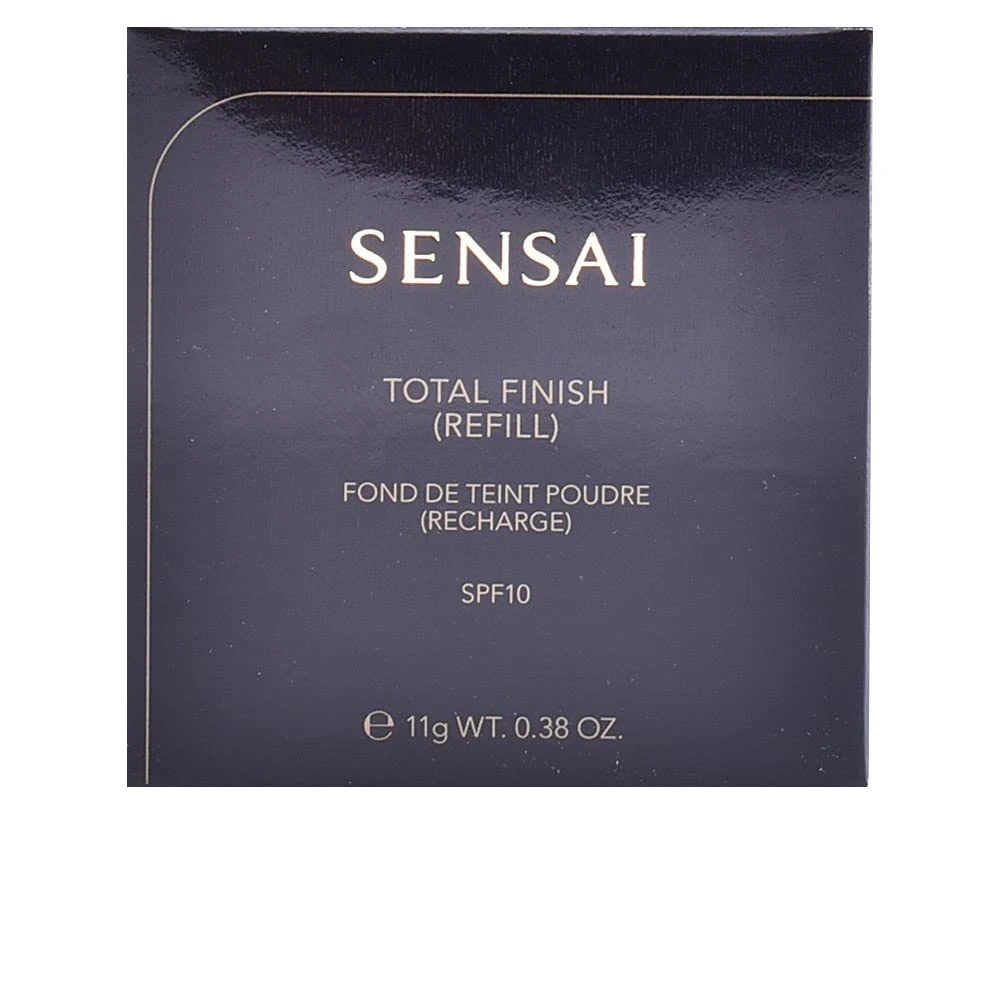 SENSAI
TOTAL FINISH
(REFILL)
FOND DE TEINT POUDRE
(RECHARGE)
SPF10
℮ 11g WT. 0.38 OZ.